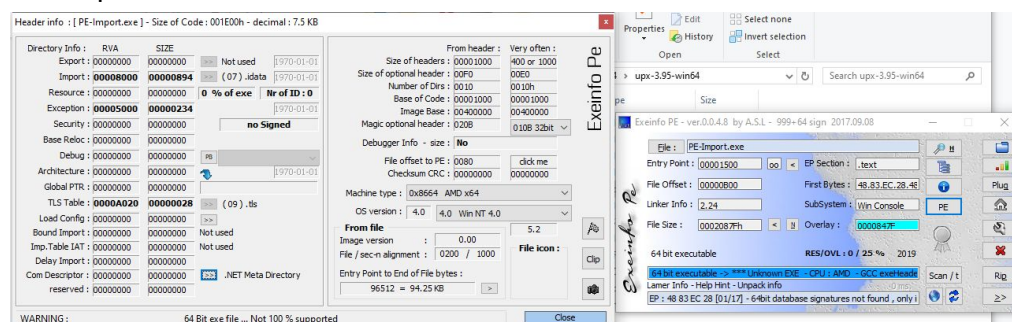 Header info : [ PE-Import.exe ] - Size of Code : 001E00h - decimal : 7.5 KB
Directory Info : RVA SIZE
Export : 00000000 00000000 >> Not used 1970-01-01
Import : 00008000 00000894 >> ( 07 ) .idata 1970-01-01
Resource : 00000000 00000000 0 % of exe Nr of ID : 0
Exception : 00005000 00000234 1970-01-01
Security : 00000000 00000000 no Signed
Base Reloc : 00000000 00000000
Debug : 00000000 00000000 PB
Architecture : 00000000 00000000 1970-01-01
Global PTR : 00000000 00000000
TLS Table : 0000A020 00000028 >> ( 09 ) .tls
Load Config : 00000000 00000000 >>
Bound Import : 00000000 00000000 Not used
Imp.Table IAT : 00000000 00000000 Not used
Delay Import : 00000000 00000000
Com Descriptor : 00000000 00000000 >>> .NET Meta Directory
reserved : 00000000 00000000
From header : Very often :
Size of headers : 00001000 400 or 1000
Size of optional header : 00F0 00E0
Number of Dirs : 0010 0010h
Base of Code : 00001000 00001000
Image Base : 00400000 00400000
Magic optional header : 020B 010B 32bit
Debugger Info - size : No
File offset to PE : 0080 click me
Checksum CRC : 00000000 00000000
Machine type : 0x8664 AMD x64
OS version : 4.0 4.0 Win NT 4.0
From file 5.2
Image version : 0.00
File / sec-n alignment : 0200 / 1000 File icon :
Entry Point to End of File bytes :
96512 = 94.25 KB >
Exeinfo Pe
Clip
WARNING : 64 Bit exe file ... Not 100 % supported Close
Properties Edit Select none
History Invert selection
Open Select
› upx-3.95-win64 Search upx-3.95-win64
pe Size
Exeinfo PE - ver.0.0.4.8 by A.S.L - 999+64 sign 2017.09.08
Exeinfo Pe
File : PE-Import.exe
Entry Point : 00001500 oo < EP Section : .text
File Offset : 00000B00 First Bytes : 48.83.EC.28.48 Plug
Linker Info : 2.24 SubSystem : Win Console PE
File Size : 0002087Fh < N Overlay : 0000847F
64 bit executable RES/OVL : 0 / 25 % 2019
64 bit executable -> *** Unknown EXE - CPU : AMD - GCC exeHeade Scan / t Rip
Lamer Info - Help Hint - Unpack info
EP : 48 83 EC 28 [01/17] - 64bit database signatures not found , only i >>